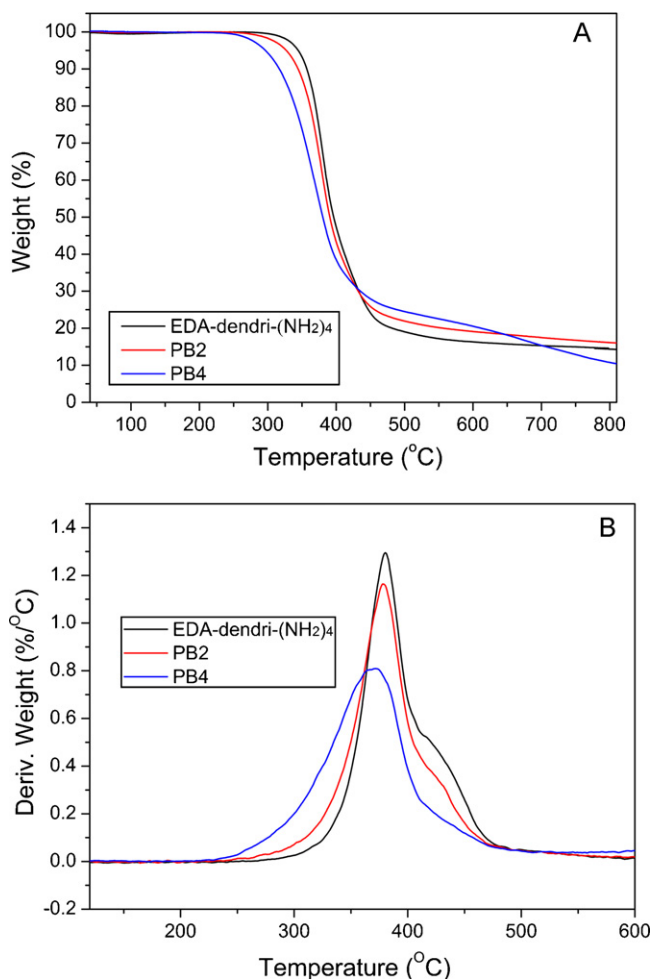 A
100
90
80
70
60
50
40
30
20
10
0
Weight (%)
EDA-dendri-(NH₂)₄
PB2
PB4
100 200 300 400 500 600 700 800
Temperature (°C)
B
1.4
1.2
1.0
0.8
0.6
0.4
0.2
0.0
-0.2
Deriv. Weight (%/°C)
EDA-dendri-(NH₂)₄
PB2
PB4
200 300 400 500 600
Temperature (°C)